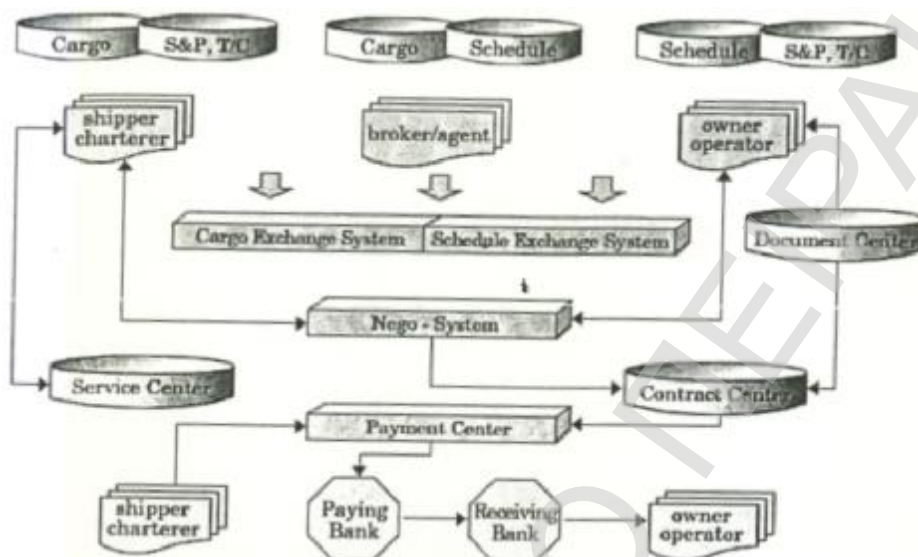 Cargo S&P, T/C Cargo Schedule Schedule S&P, T/C
shipper
charterer
broker/agent
owner
operator
Cargo Exchange System Schedule Exchange System
Document Center
Nego - System
Service Center
Contract Center
Payment Center
shipper
charterer
Paying
Bank
Receiving
Bank
owner
operator